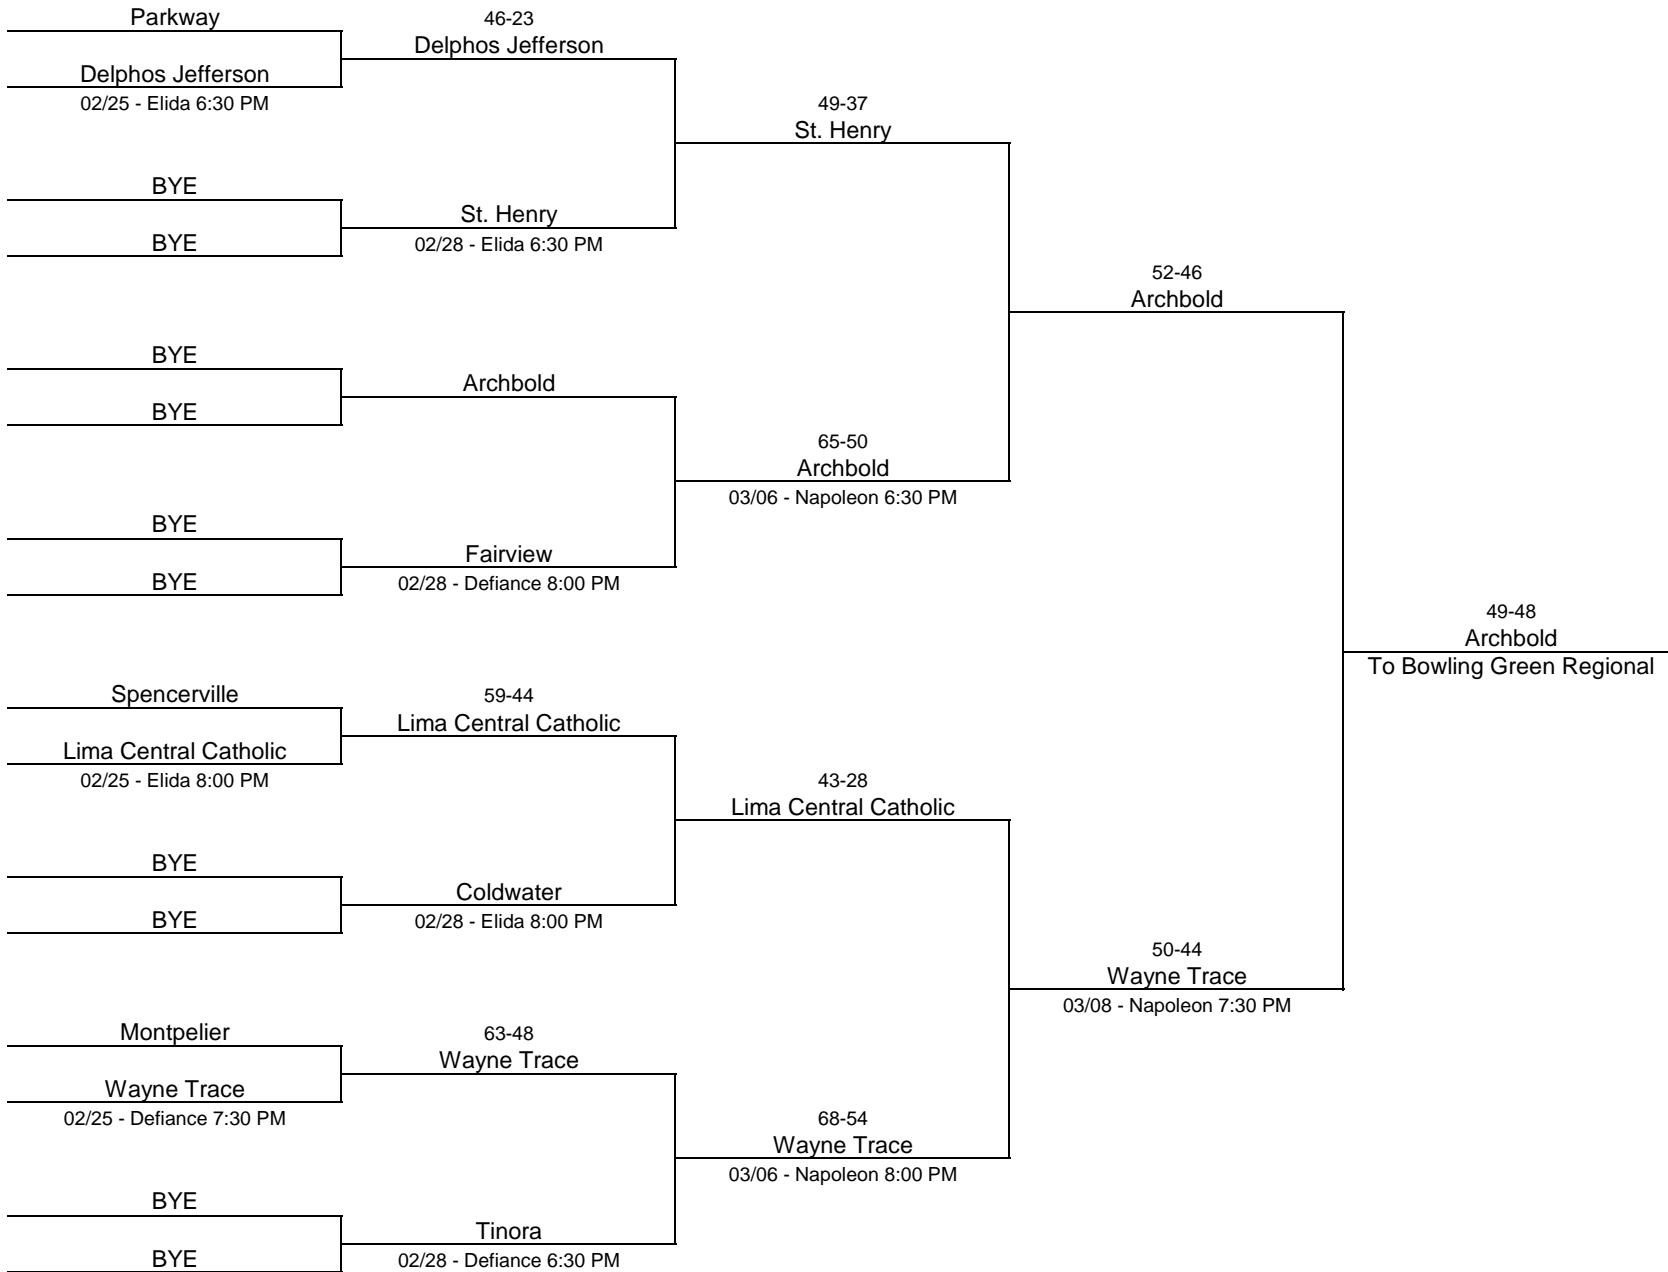 Parkway
Delphos Jefferson
02/25 - Elida 6:30 PM
BYE
BYE
BYE
BYE
BYE
BYE
Spencerville
Lima Central Catholic
02/25 - Elida 8:00 PM
BYE
BYE
Montpelier
Wayne Trace
02/25 - Defiance 7:30 PM
BYE
BYE
46-23
Delphos Jefferson
St. Henry
02/28 - Elida 6:30 PM
Archbold
Fairview
02/28 - Defiance 8:00 PM
59-44
Lima Central Catholic
Coldwater
02/28 - Elida 8:00 PM
63-48
Wayne Trace
Tinora
02/28 - Defiance 6:30 PM
49-37
St. Henry
65-50
Archbold
03/06 - Napoleon 6:30 PM
43-28
Lima Central Catholic
68-54
Wayne Trace
03/06 - Napoleon 8:00 PM
52-46
Archbold
50-44
Wayne Trace
03/08 - Napoleon 7:30 PM
49-48
Archbold
To Bowling Green Regional